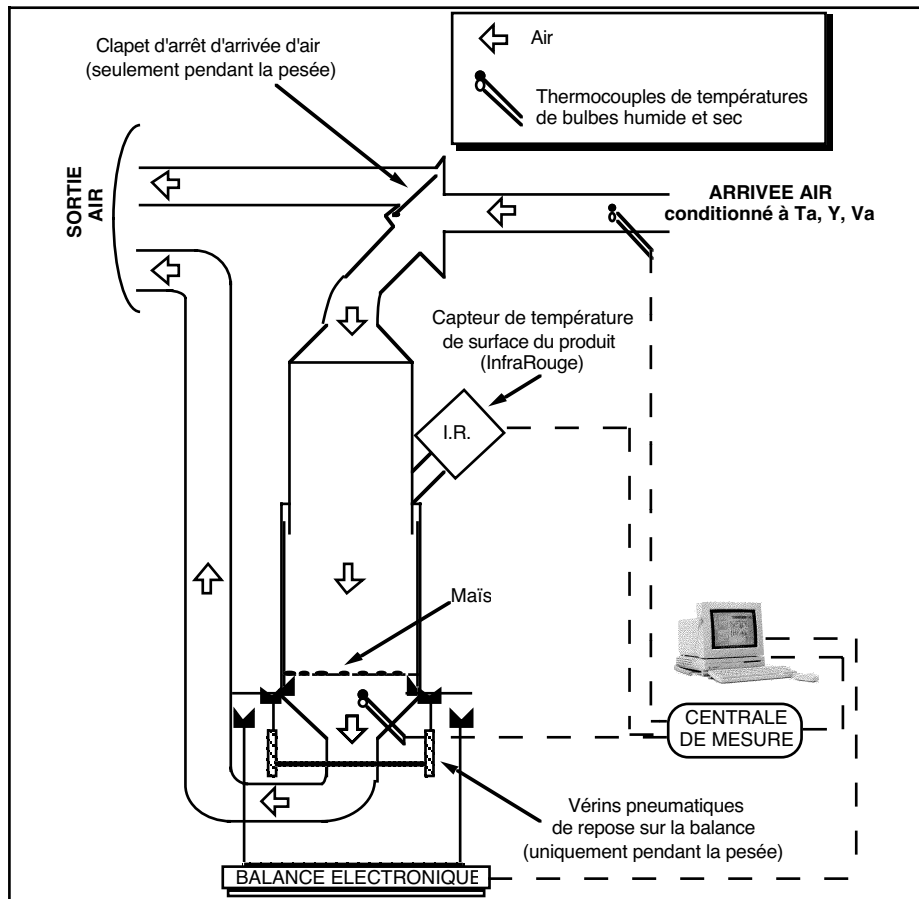 Clapet d'arrêt d'arrivée d'air
(seulement pendant la pesée)
Air
Thermocouples de températures
de bulbes humide et sec
SORTIE
AIR
ARRIVEE AIR
conditionné à Ta, Y, Va
Capteur de température
de surface du produit
(InfraRouge)
I.R.
Maïs
CENTRALE
DE MESURE
Vérins pneumatiques
de repose sur la balance
(uniquement pendant la pesée)
BALANCE ELECTRONIQUE